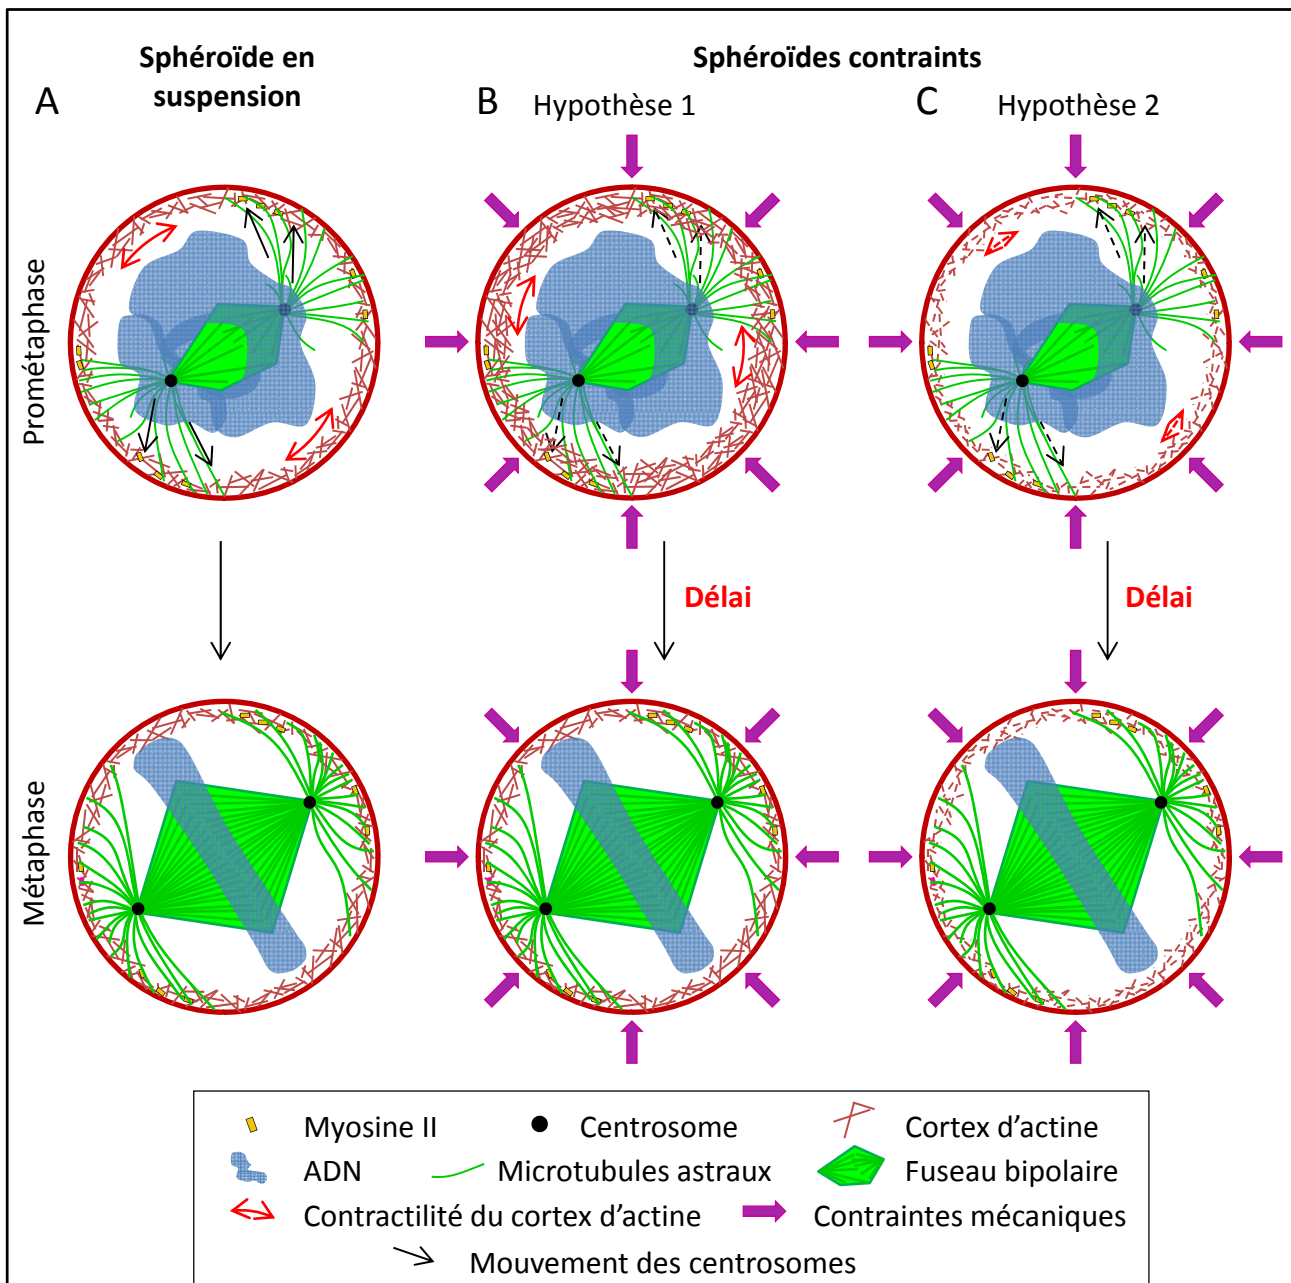 Sphéroïde en
suspension
Sphéroïdes contraints
A
B
Hypothèse 1
C
Hypothèse 2
Prométaphase
Délai
Délai
Métaphase
Myosine II
Centrosome
Cortex d'actine
ADN
Microtubules astraux
Fuseau bipolaire
Contractilité du cortex d'actine
Contraintes mécaniques
Mouvement des centrosomes